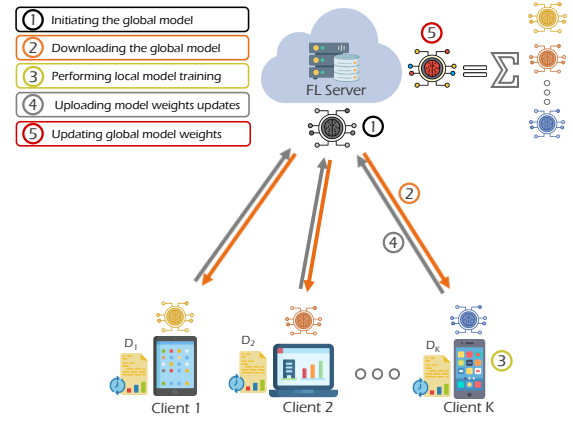 1 Initiating the global model
2 Downloading the global model
3 Performing local model training
4 Uploading model weights updates
5 Updating global model weights
FL Server
5
Σ
1
2
4
D1
D2
DK
3
Client 1
Client 2
Client K